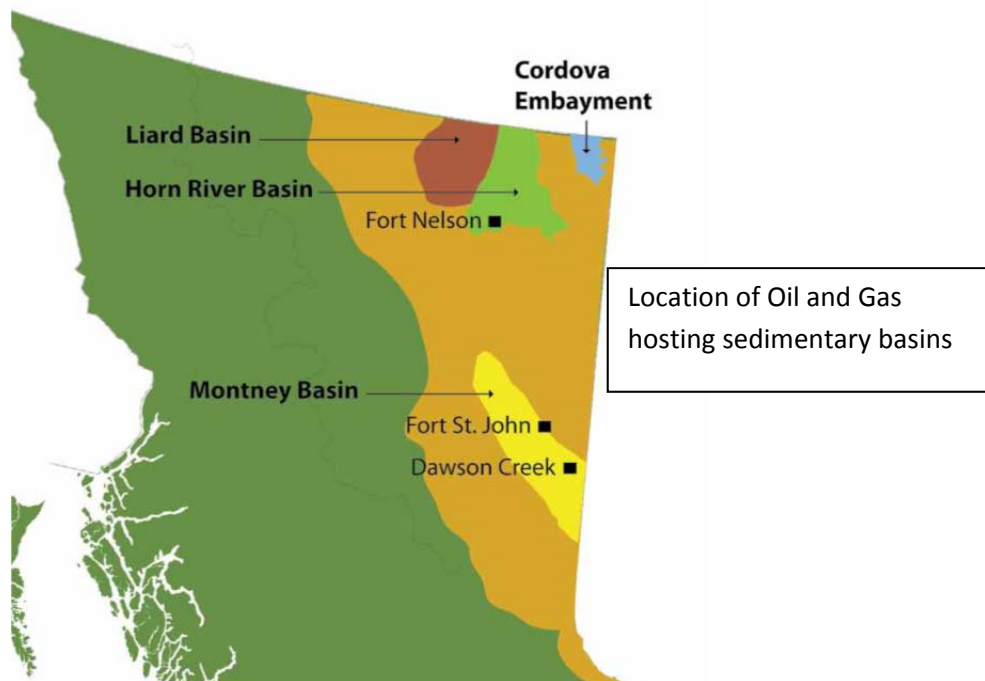 Cordova
Embayment
Liard Basin
Horn River Basin
Fort Nelson
Location of Oil and Gas
hosting sedimentary basins
Montney Basin
Fort St. John
Dawson Creek